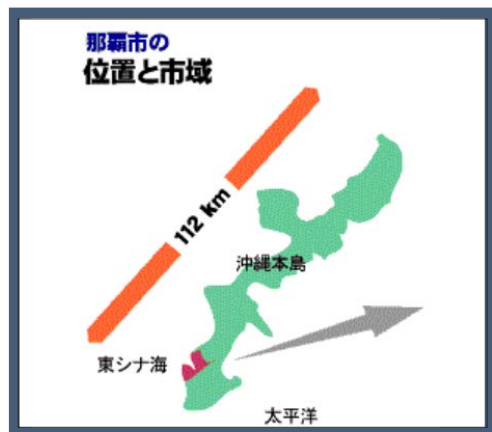 那覇市の
位置と市域
112 km
沖縄本島
東シナ海
太平洋